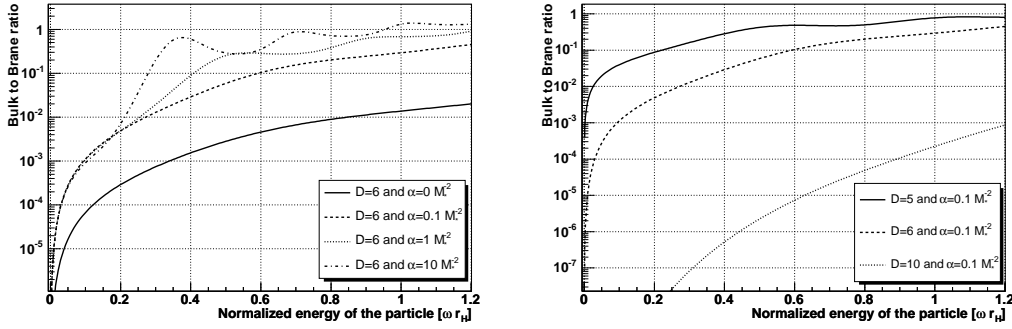 Bulk to Brane ratio
1
10-1
10-2
10-3
10-4
10-5
0
0.2
0.4
0.6
0.8
1
1.2
Normalized energy of the particle [ω rH]
D=6 and α=0 M*-2
D=6 and α=0.1 M*-2
D=6 and α=1 M*-2
D=6 and α=10 M*-2
Bulk to Brane ratio
1
10-1
10-2
10-3
10-4
10-5
10-6
10-7
0
0.2
0.4
0.6
0.8
1
1.2
Normalized energy of the particle [ω rH]
D=5 and α=0.1 M*-2
D=6 and α=0.1 M*-2
D=10 and α=0.1 M*-2